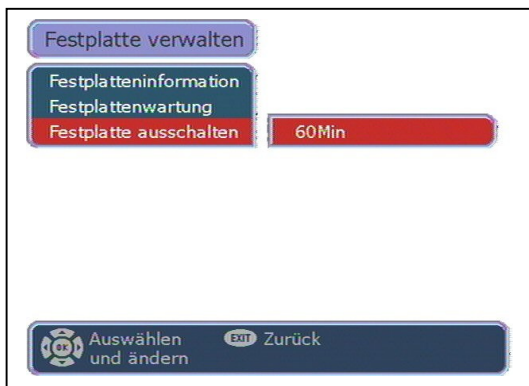 Festplatte verwalten
Festplatteninformation
Festplattenwartung
Festplatte ausschalten 60Min
OK Auswählen EXIT Zurück
und ändern